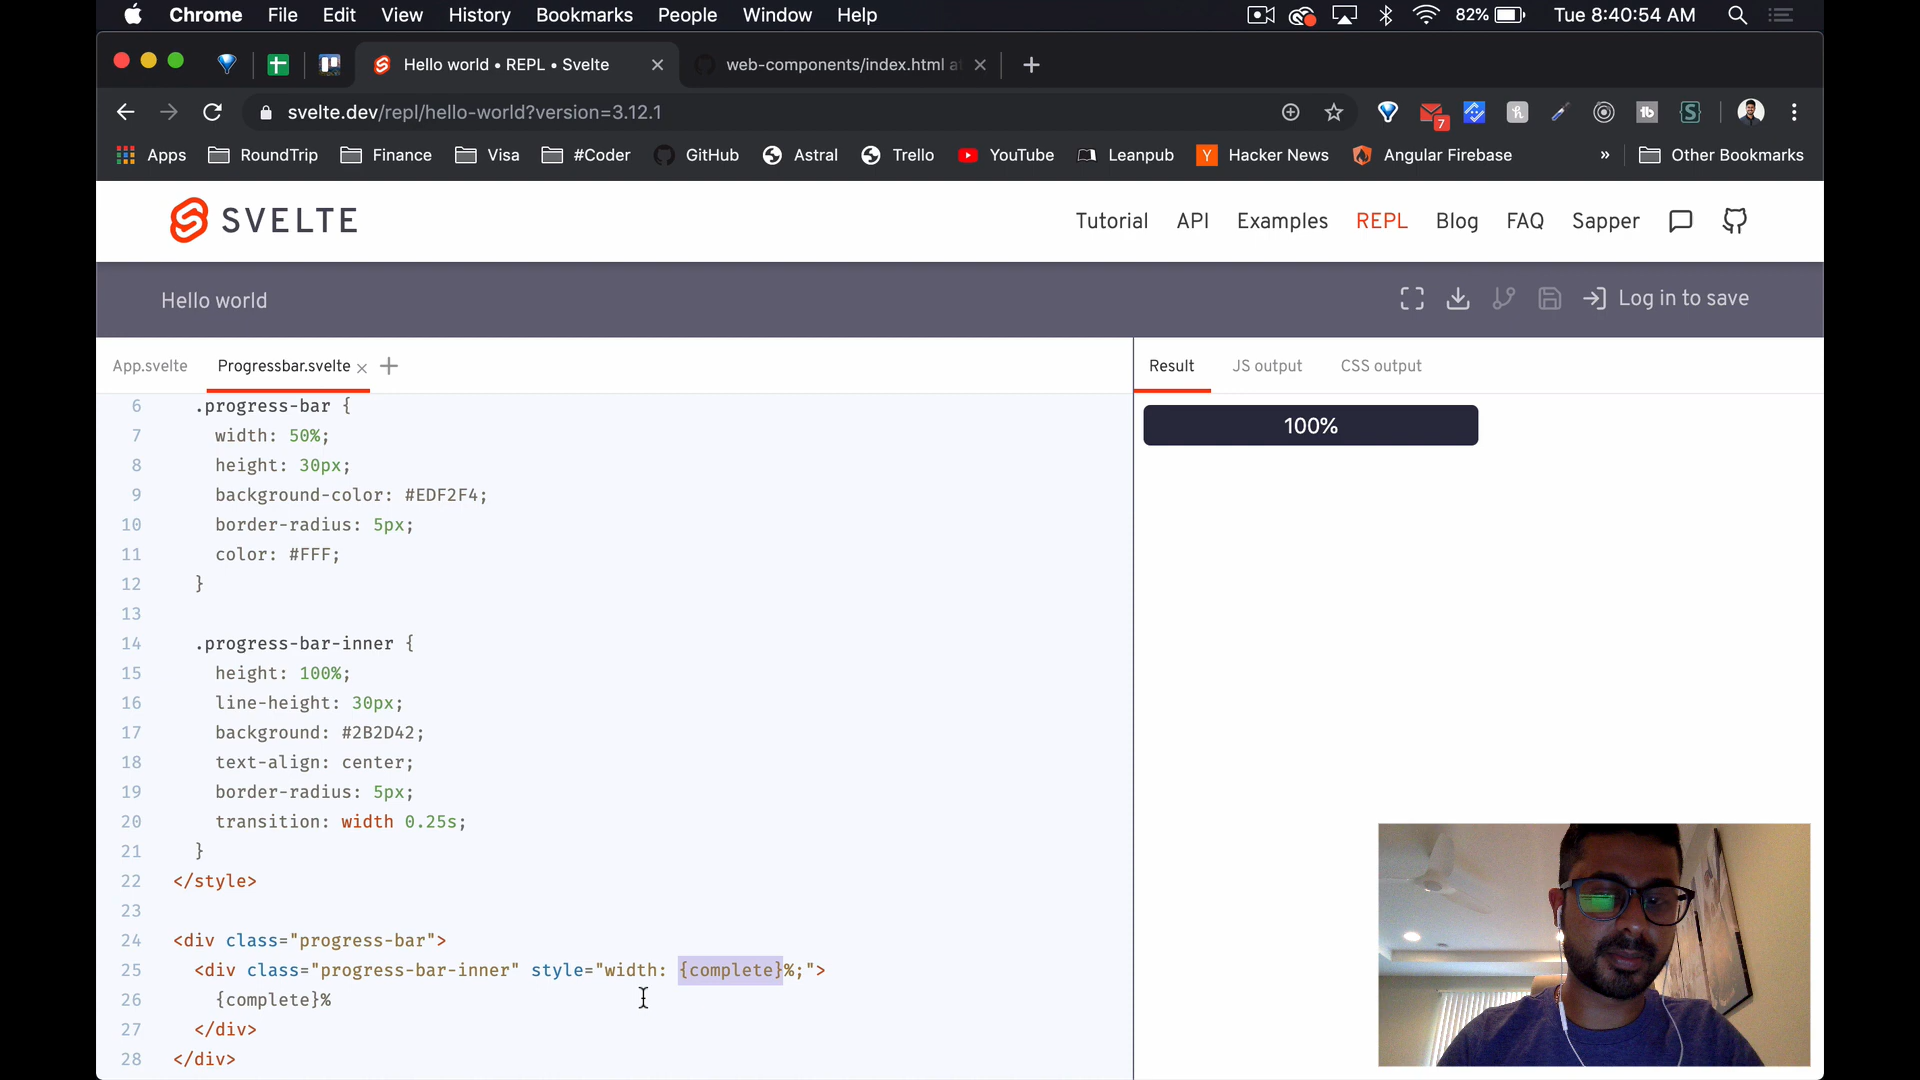 Chrome File Edit View History Bookmarks People Window Help 82% Tue 8:40:54 AM
Hello world • REPL • Svelte
web-components/index.html a
svelte.dev/repl/hello-world?version=3.12.1
7
Apps RoundTrip Finance Visa #Coder GitHub Astral Trello YouTube Leanpub Hacker News Angular Firebase » Other Bookmarks
SVELTE
Tutorial API Examples REPL Blog FAQ Sapper
Hello world
Log in to save
App.svelte Progressbar.svelte
Result JS output CSS output
6 .progress-bar {
7 width: 50%;
8 height: 30px;
9 background-color: #EDF2F4;
10 border-radius: 5px;
11 color: #FFF;
12 }
13
14 .progress-bar-inner {
15 height: 100%;
16 line-height: 30px;
17 background: #2B2D42;
18 text-align: center;
19 border-radius: 5px;
20 transition: width 0.25s;
21 }
22 </style>
23
24 <div class="progress-bar">
25 <div class="progress-bar-inner" style="width: {complete}%;">
26 {complete}%
27 </div>
28 </div>
100%